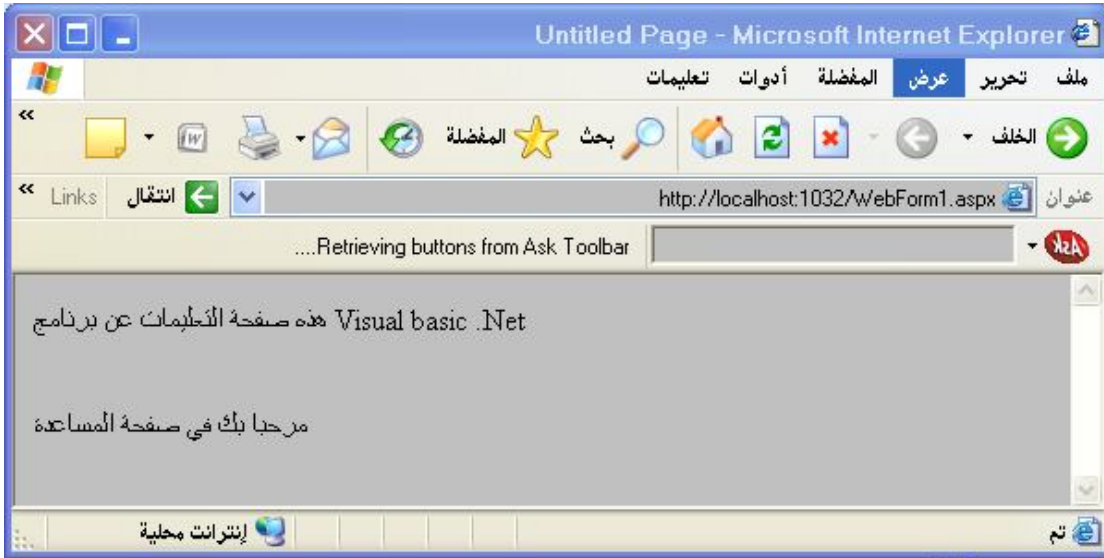 Untitled Page - Microsoft Internet Explorer
ملف تحرير عرض المفضلة أدوات تعليمات
الخلف بحث المفضلة »
عنوان http://localhost:1032/WebForm1.aspx انتقال Links »
Ask Retrieving buttons from Ask Toolbar....
هذه صفحة التعليمات عن برنامج Visual basic .Net
مرحبا بك في صفحة المساعدة
تم إنترانت محلية